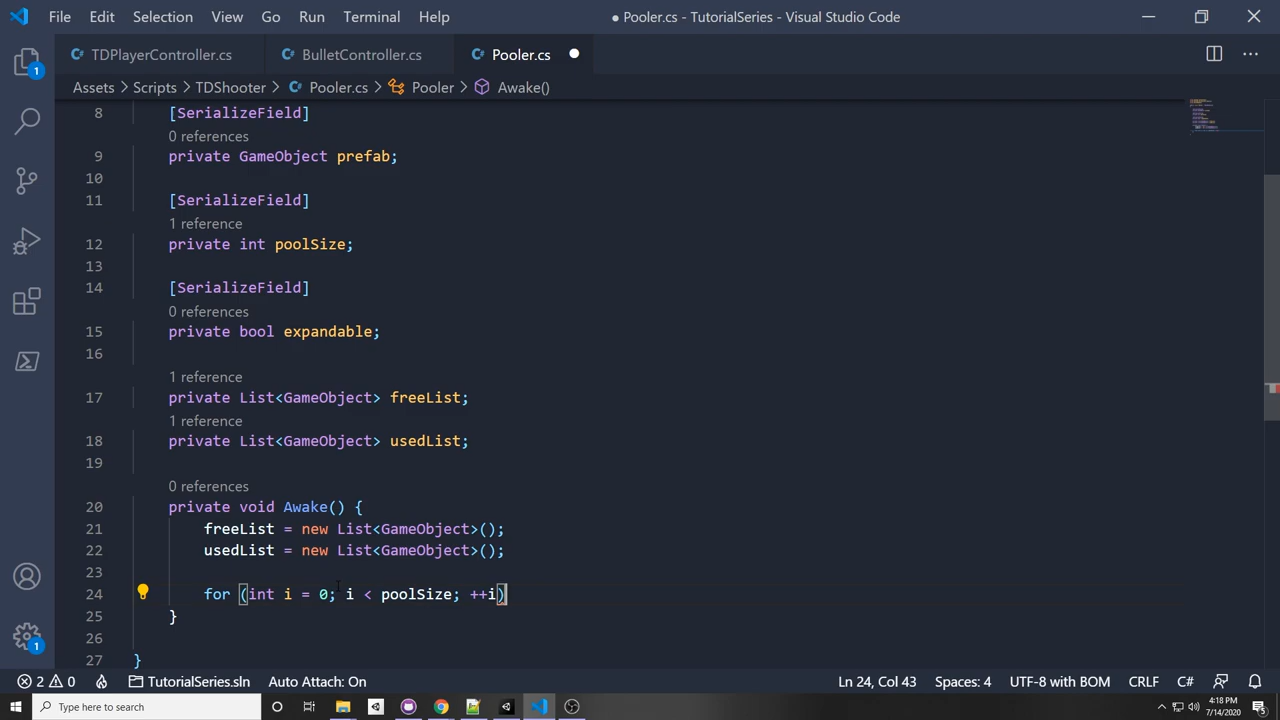 File Edit Selection View Go Run Terminal Help ● Pooler.cs - TutorialSeries - Visual Studio Code
TDPlayerController.cs BulletController.cs Pooler.cs
Assets > Scripts > TDShooter > Pooler.cs > Pooler > Awake()
8 [SerializeField]
0 references
9 private GameObject prefab;
10
11 [SerializeField]
1 reference
12 private int poolSize;
13
14 [SerializeField]
0 references
15 private bool expandable;
16
1 reference
17 private List<GameObject> freeList;
1 reference
18 private List<GameObject> usedList;
19
0 references
20 private void Awake() {
21 freeList = new List<GameObject>();
22 usedList = new List<GameObject>();
23
24 for (int i = 0; i < poolSize; ++i)
25 }
26
27 }
1
1
2 0 TutorialSeries.sln Auto Attach: On Ln 24, Col 43 Spaces: 4 UTF-8 with BOM CRLF C#
Type here to search 4:18 PM
7/14/2020